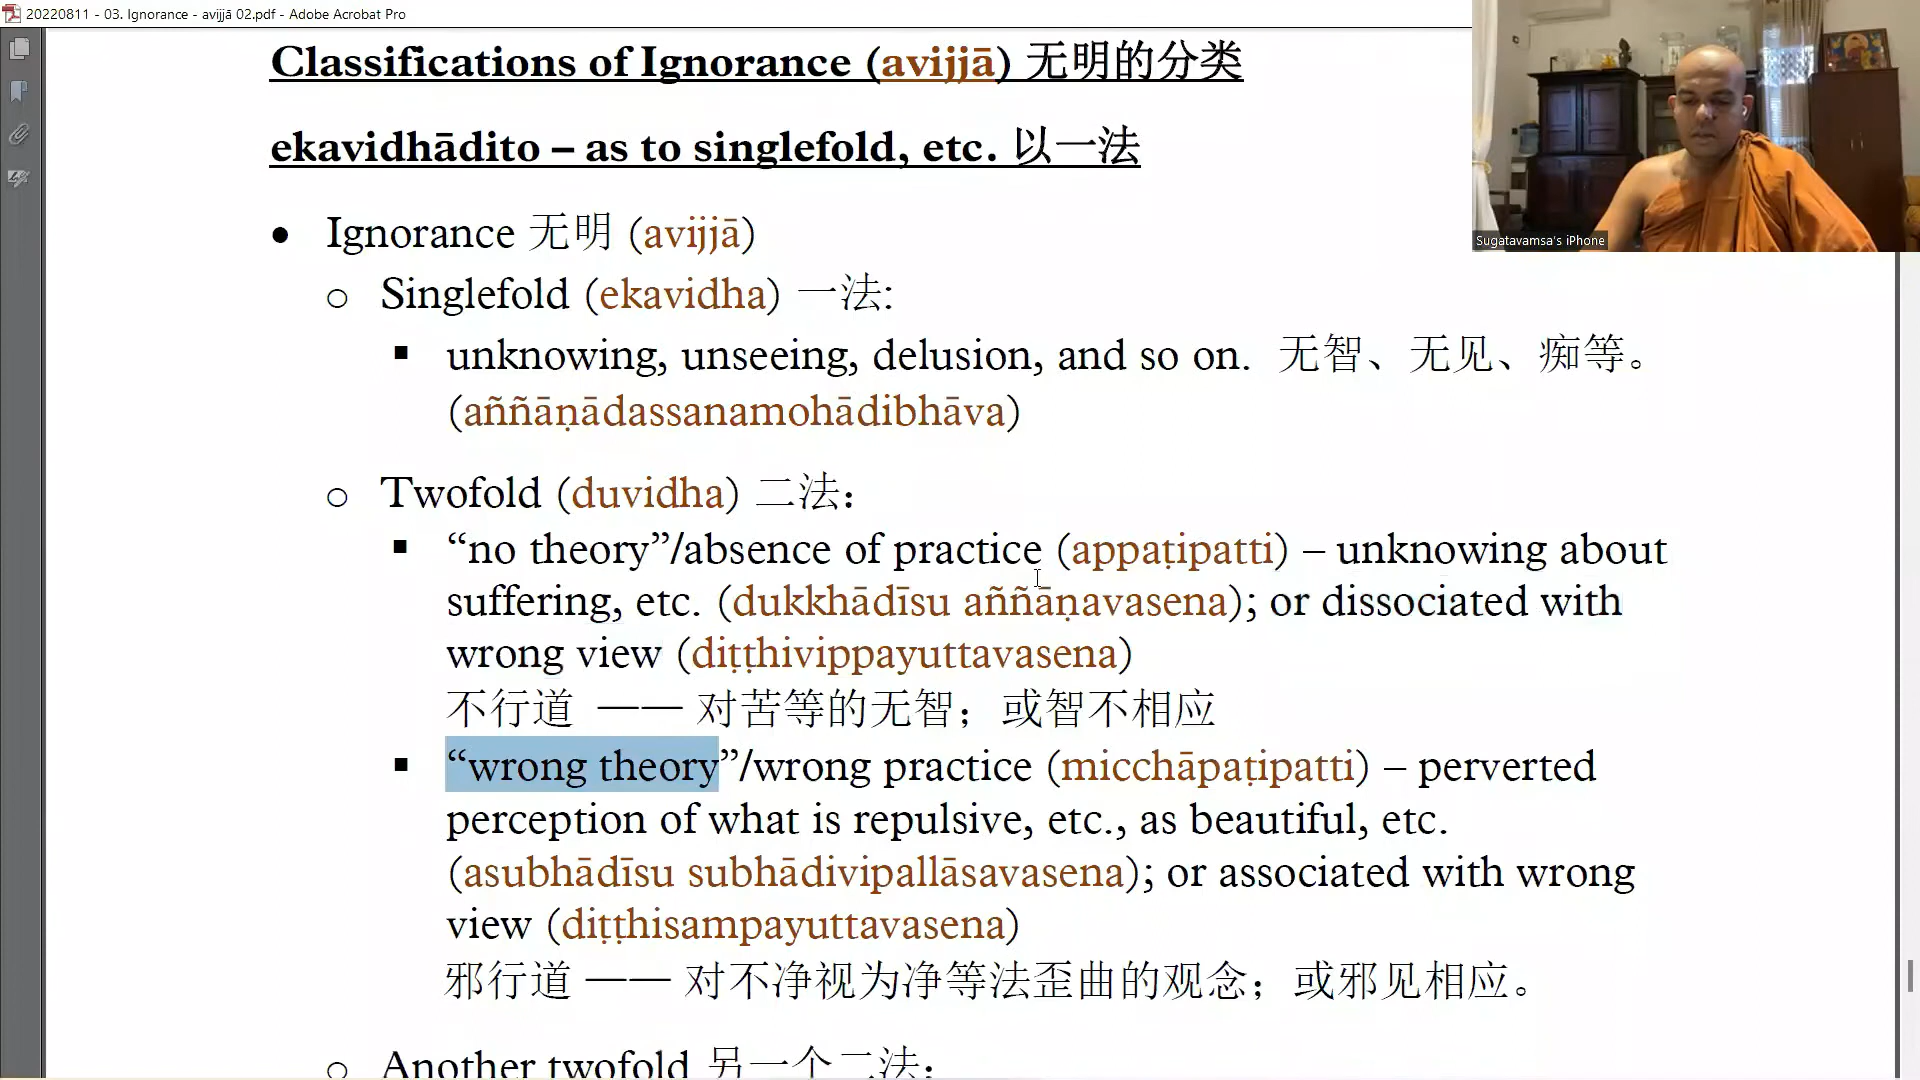 20220811 - 03. Ignorance - avijjā 02.pdf - Adobe Acrobat Pro
Classifications of Ignorance (avijjā) 无明的分类
ekavidhādito – as to singlefold, etc. 以一法
• Ignorance 无明 (avijjā)
o Singlefold (ekavidha) 一法:
▪ unknowing, unseeing, delusion, and so on. 无智、无见、痴等。
(aññāṇādassanamohādibhāva)
o Twofold (duvidha) 二法：
▪ “no theory”/absence of practice (appaṭipatti) – unknowing about
suffering, etc. (dukkhādīsu aññāṇavasena); or dissociated with
wrong view (diṭṭhivippayuttavasena)
不行道 —— 对苦等的无智；或智不相应
▪ “wrong theory”/wrong practice (micchāpaṭipatti) – perverted
perception of what is repulsive, etc., as beautiful, etc.
(asubhādīsu subhādivipallāsavasena); or associated with wrong
view (diṭṭhisampayuttavasena)
邪行道 —— 对不净视为净等法歪曲的观念；或邪见相应。
o Another twofold 另一个二法：
Sugatavamsa's iPhone